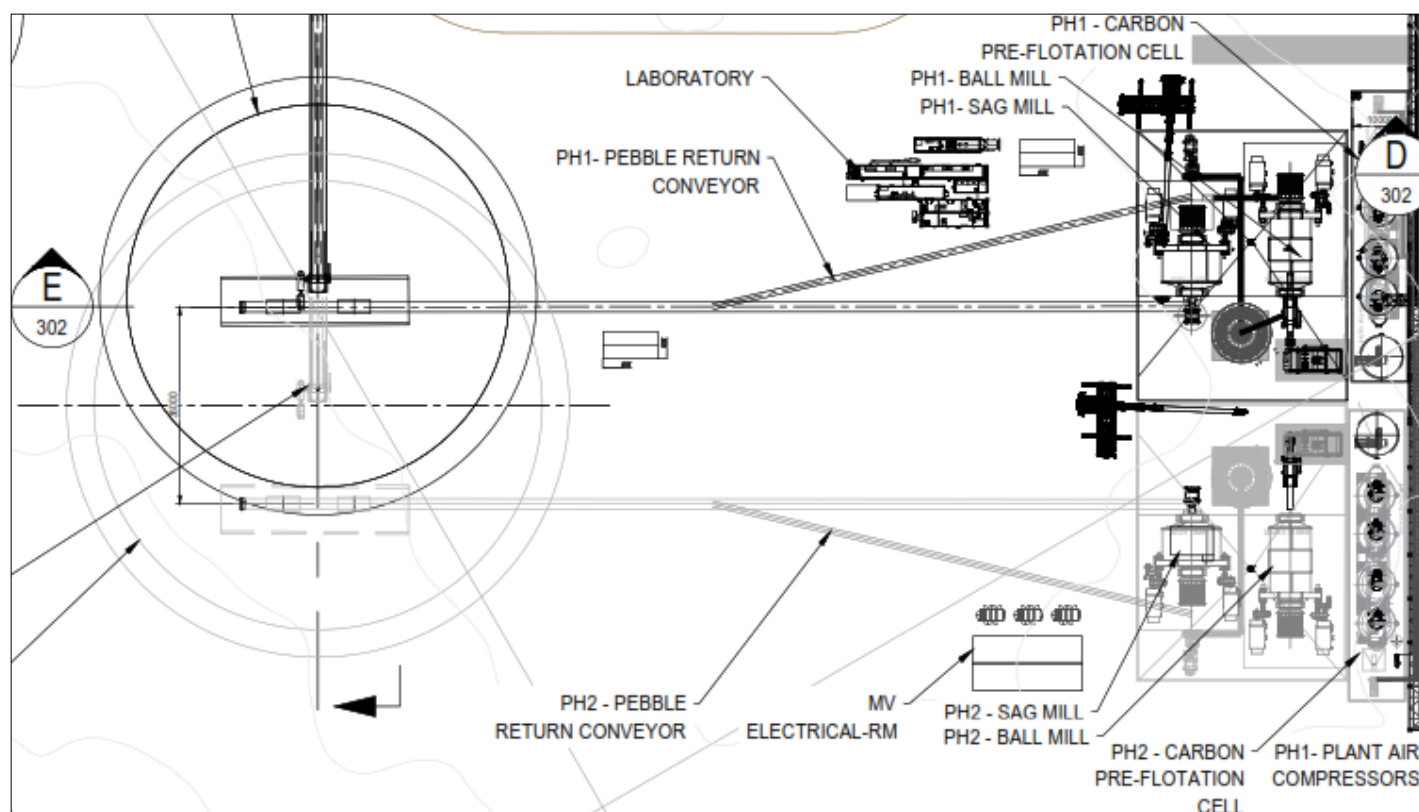 PH1 - CARBON
PRE-FLOTATION CELL
LABORATORY
PH1- BALL MILL
PH1- SAG MILL
PH1- PEBBLE RETURN
CONVEYOR
D
302
E
302
PH2 - PEBBLE
RETURN CONVEYOR
MV
ELECTRICAL-RM
PH2 - SAG MILL
PH2 - BALL MILL
PH2 - CARBON
PRE-FLOTATION
CELL
PH1- PLANT AIR
COMPRESSORS